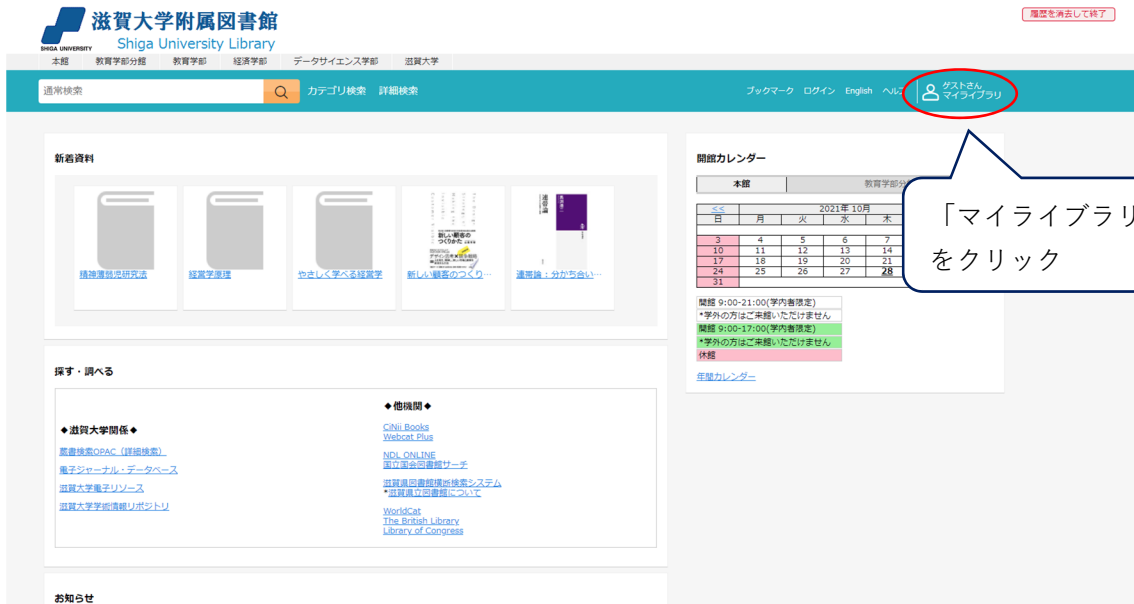 滋賀大学附属図書館
SHIGA UNIVERSITY
Shiga University Library
履歴を消去して終了
本館 教育学部分館 教育学部 経済学部 データサイエンス学部 滋賀大学
通常検索
カテゴリ検索 詳細検索
ブックマーク ログイン English ヘル
ゲストさん
マイライブラリ
新着資料
精神薄弱児研究法
経営学原理
やさしく学べる経営学
新しい顧客のつくり…
連帯論 : 分かち合い…
新しい顧客の
つくりかた
連帯論
開館カレンダー
本館 教育学部分
<< 2021年 10月
日 月 火 水 木
3 4 5 6 7
10 11 12 13 14
17 18 19 20 21
24 25 26 27 28
31
開館 9:00-21:00(学内者限定)
*学外の方はご来館いただけません
開館 9:00-17:00(学内者限定)
*学外の方はご来館いただけません
休館
年間カレンダー
「マイライブラリ
をクリック
探す・調べる
◆滋賀大学関係◆
蔵書検索OPAC（詳細検索）
電子ジャーナル・データベース
滋賀大学電子リソース
滋賀大学学術情報リポジトリ
◆他機関◆
CiNii Books
Webcat Plus
NDL ONLINE
国立国会図書館サーチ
滋賀県図書館横断検索システム
*滋賀県立図書館について
WorldCat
The British Library
Library of Congress
お知らせ